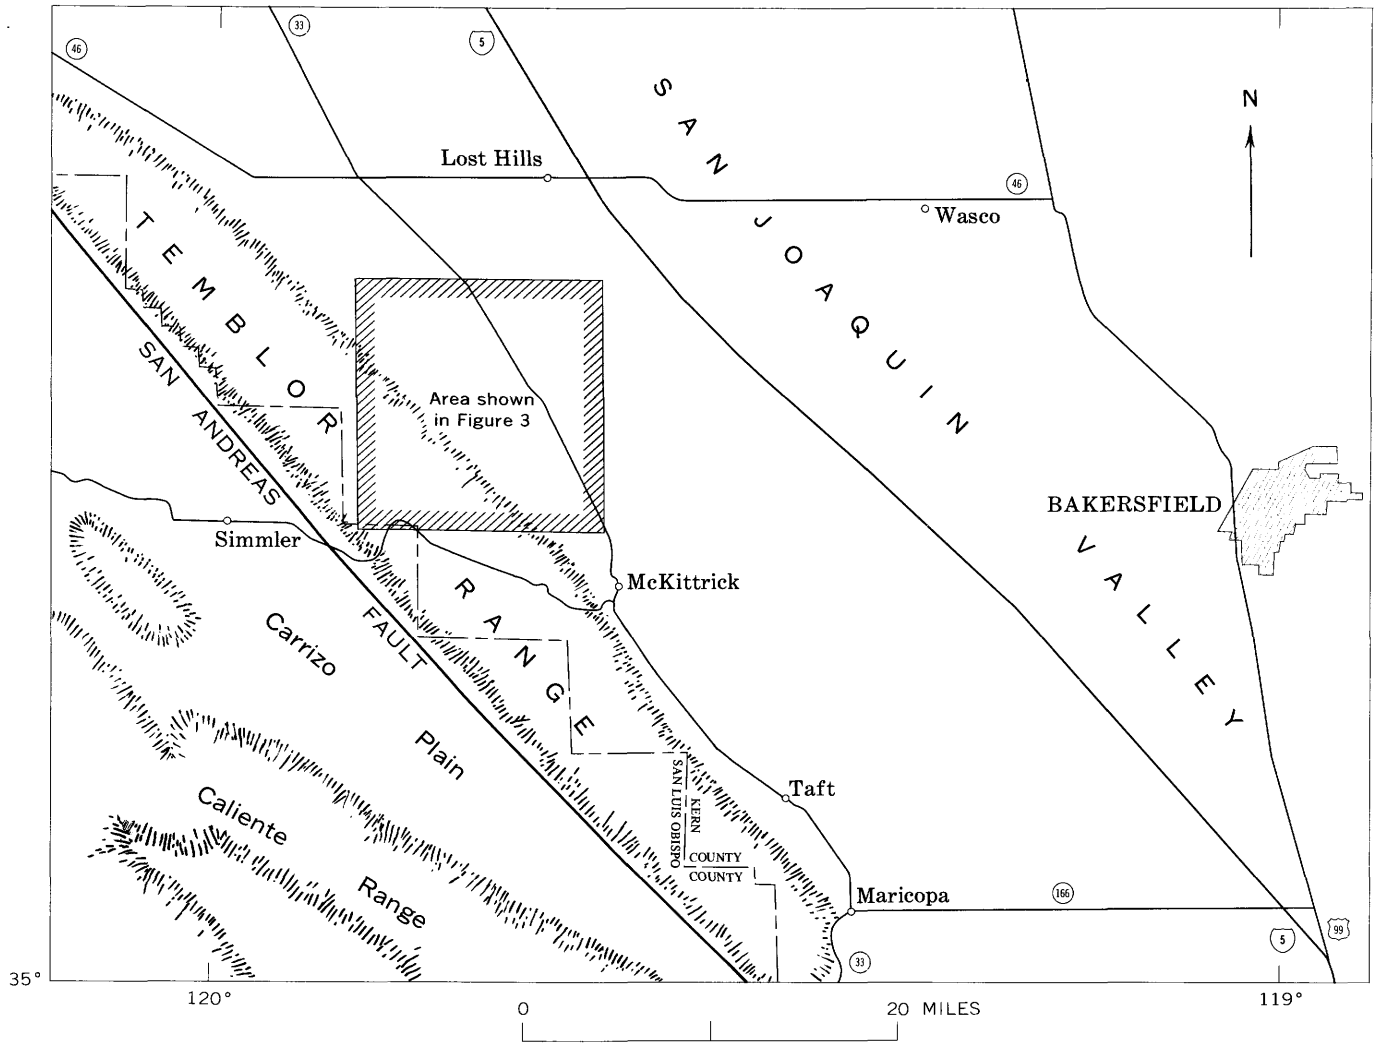 33
5
46
N
SAN JOAQUIN VALLEY
Lost Hills
46
Wasco
TEMBLOR RANGE
SAN ANDREAS FAULT
Area shown
in Figure 3
BAKERSFIELD
Simmler
McKittrick
Carrizo
Plain
Taft
SAN LUIS OBISPO
KERN
COUNTY
COUNTY
Caliente
Range
Maricopa
166
5
99
33
35°
120°
119°
0
20 MILES